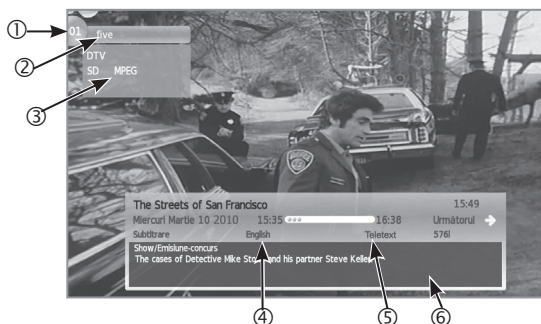 ① 01 five
②
DTV
SD MPEG
③
The Streets of San Francisco 15:49
Miercuri Martie 10 2010 15:35 16:38 Următorul
Subtitrare English Teletext 576i
Show/Emisiune-concurs
The cases of Detective Mike and his partner Steve Keller
④ ⑤ ⑥